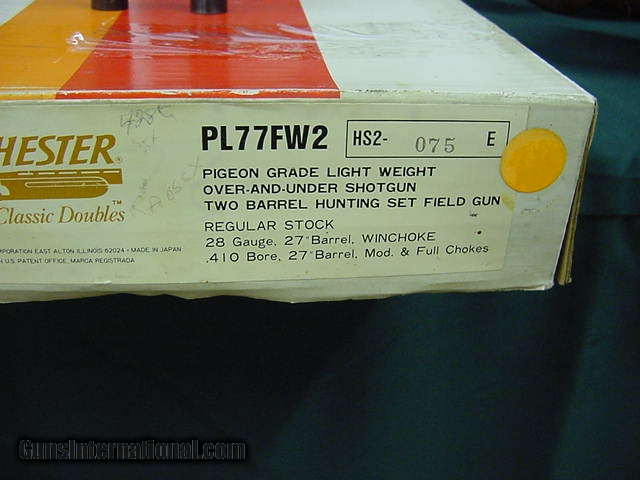 HESTER™
Classic Doubles
ORPORATION EAST ALTON ILLINOIS 62024 - MADE IN JAPAN
N U.S. PATENT OFFICE, MARCA REGISTRADA
PL77FW2
HS2- 075 E
PIGEON GRADE LIGHT WEIGHT
OVER-AND-UNDER SHOTGUN
TWO BARREL HUNTING SET FIELD GUN
REGULAR STOCK
28 Gauge, 27" Barrel, WINCHOKE
.410 Bore, 27" Barrel, Mod. & Full Chokes
GunsInternational.com